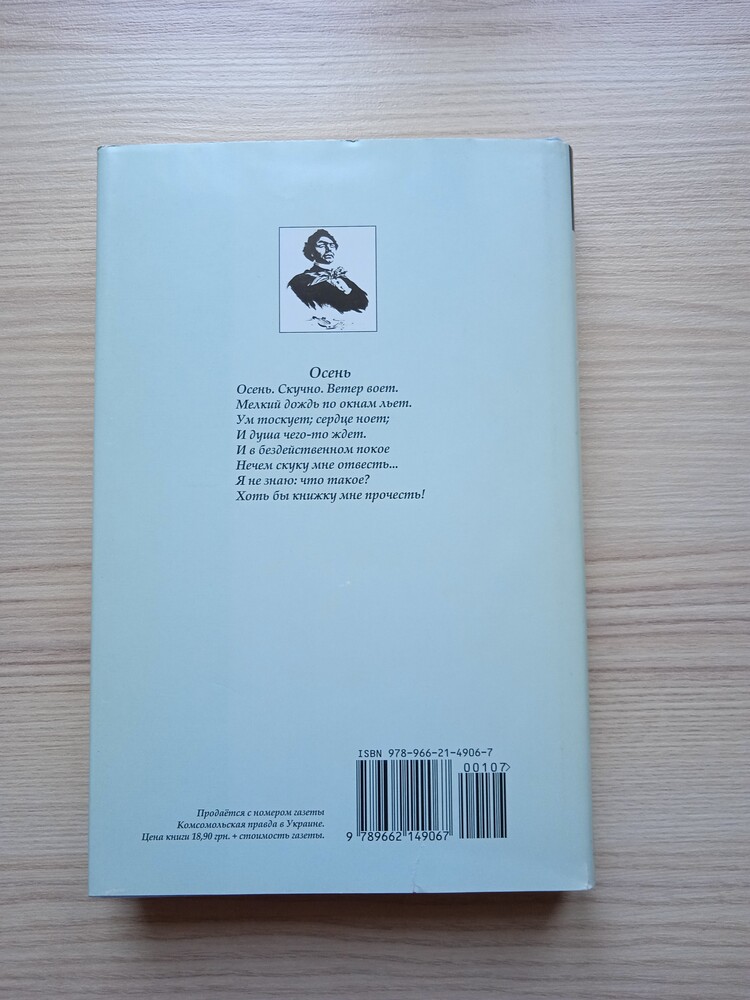 Осень
Осень. Скучно. Ветер воет.
Мелкий дождь по окнам льет.
Ум тоскует; сердце ноет;
И душа чего-то ждет.
И в бездейственном покое
Нечем скуку мне отвесть...
Я не знаю: что такое?
Хоть бы книжку мне прочесть!
ISBN 978-966-21-4906-7
00107>
Продаётся с номером газеты
Комсомольская правда в Украине.
Цена книги 18,90 грн. + стоимость газеты.
9 789662 149067